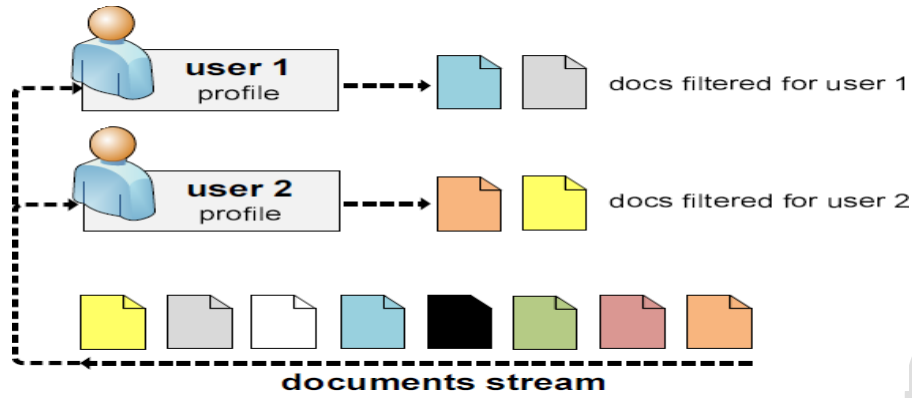 user 1
profile
docs filtered for user 1
user 2
profile
docs filtered for user 2
documents stream